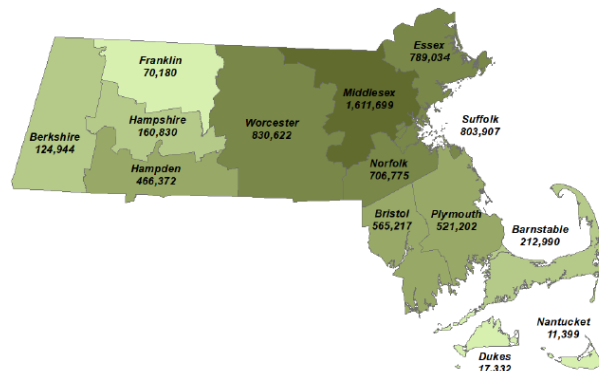 Essex
789,034
Franklin
70,180
Middlesex
1,611,699
Hampshire
160,830
Worcester
830,622
Suffolk
803,907
Berkshire
124,944
Hampden
466,372
Norfolk
706,775
Bristol
565,217
Plymouth
521,202
Barnstable
212,990
Nantucket
11,399
Dukes
17,332